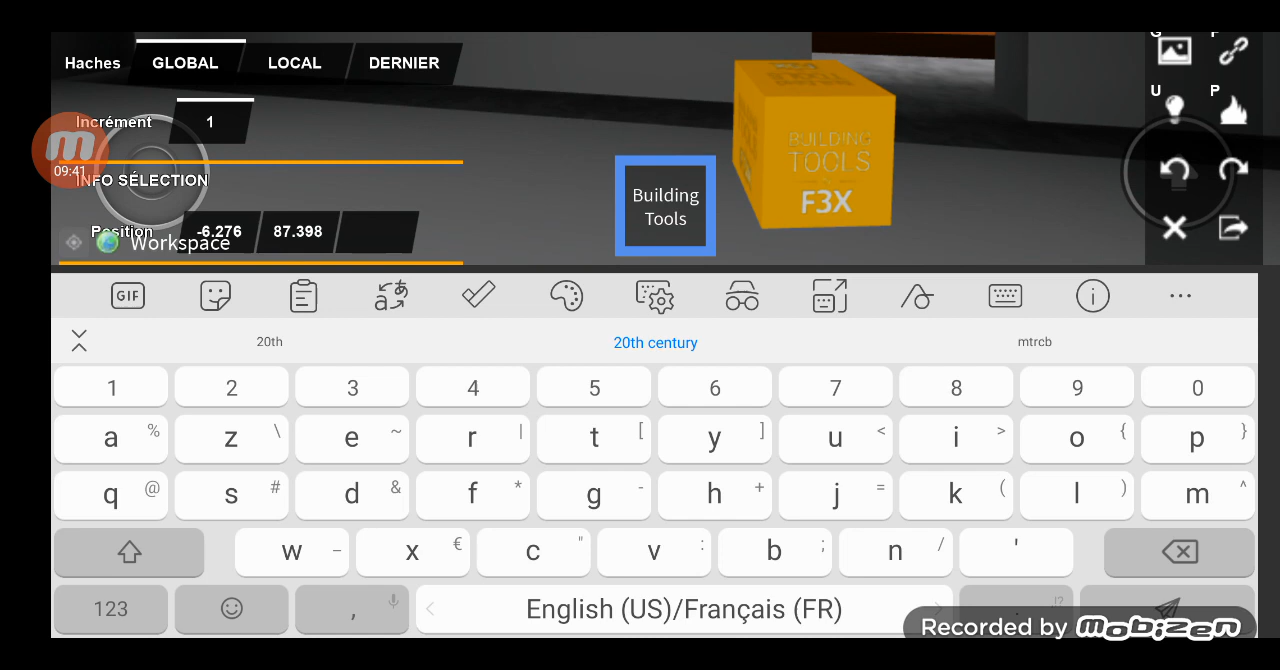 Haches GLOBAL LOCAL DERNIER
G P
Incrément 1
U P
m
09:41
INFO SÉLECTION
BUILDING
TOOLS
F3X
Building
Tools
Position -6.276 87.398
Workspace
GIF
20th 20th century mtrcb
1 2 3 4 5 6 7 8 9 0
a % z \ e ~ r | t [ y ] u < i > o { p }
q @ s # d & f * g - h + j = k ( l ) m ^
w _ x € c " v : b ; n / '
123 , English (US)/Français (FR) . !?
Recorded by mobizen